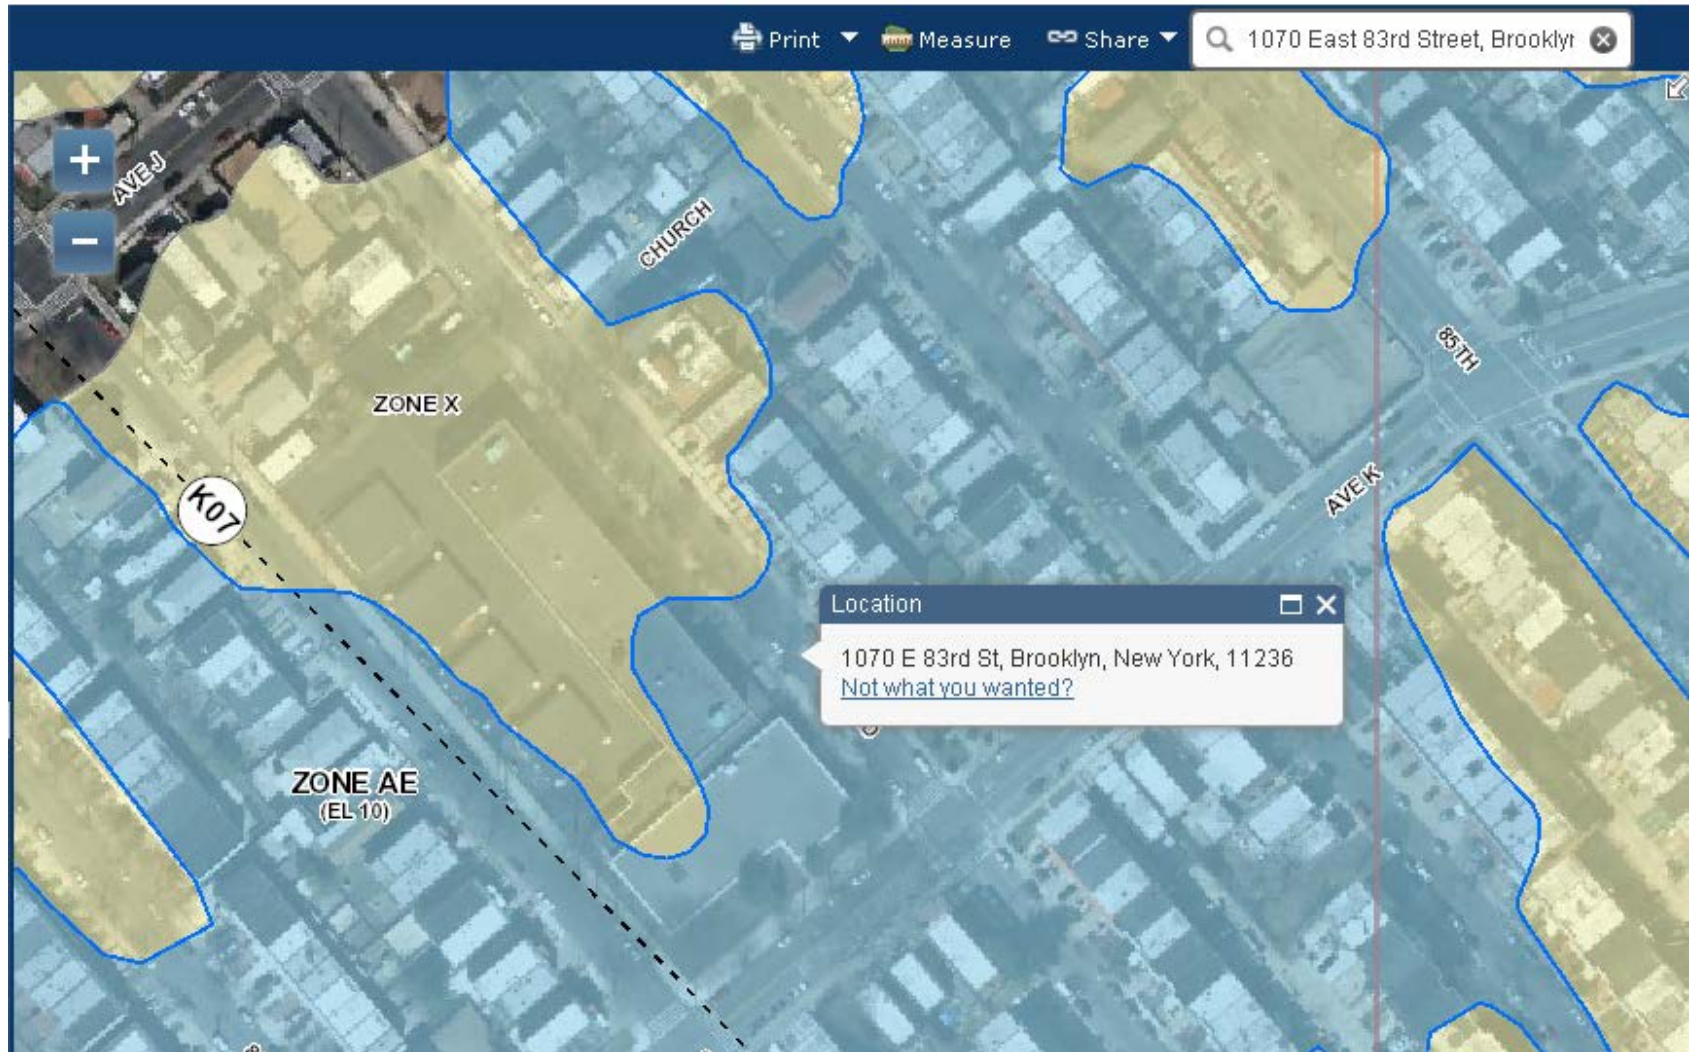 Print
Measure
Share
1070 East 83rd Street, Brooklyr
+
AVE J
−
CHURCH
85 TH
ZONE X
AVE K
K07
Location
1070 E 83rd St, Brooklyn, New York, 11236
Not what you wanted?
ZONE AE
(EL 10)